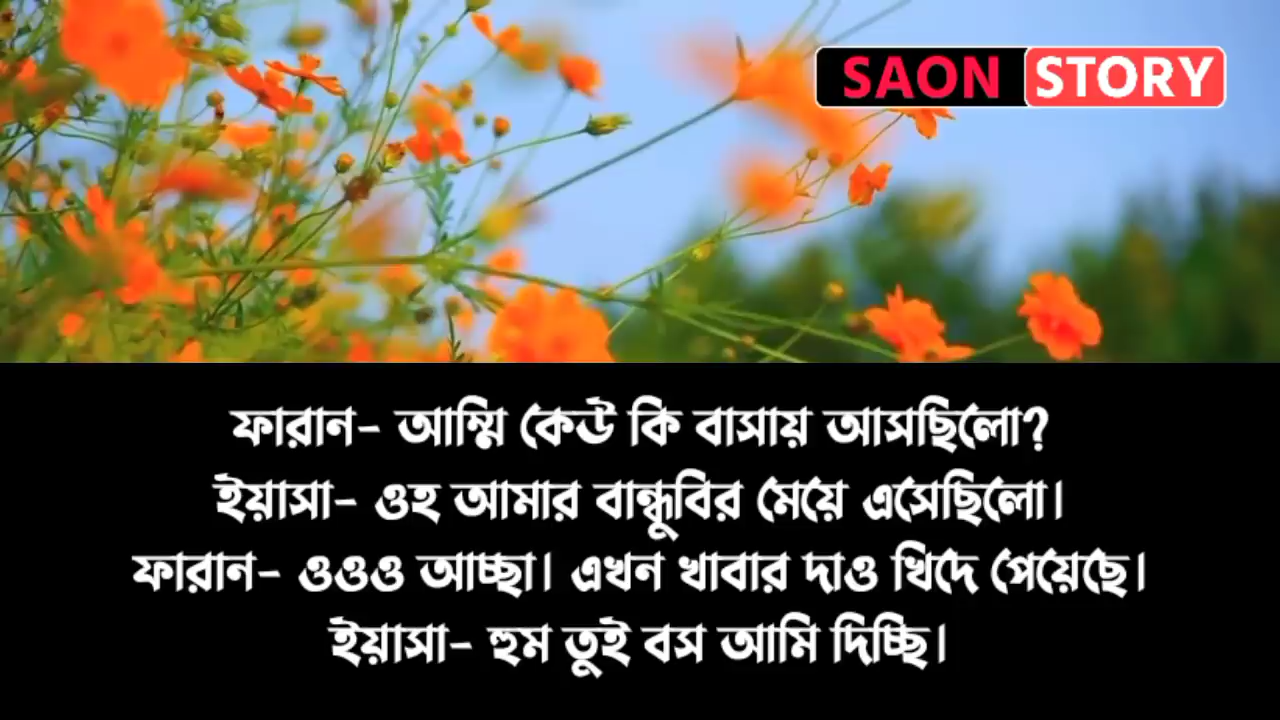 SAON STORY
ফারান- আম্মি কেউ কি বাসায় আসছিলো?
ইয়াসা- ওহ আমার বান্ধুবির মেয়ে এসেছিলো।
ফারান- ওওও আচ্ছা। এখন খাবার দাও খিদে পেয়েছে।
ইয়াসা- হুম তুই বস আমি দিচ্ছি।